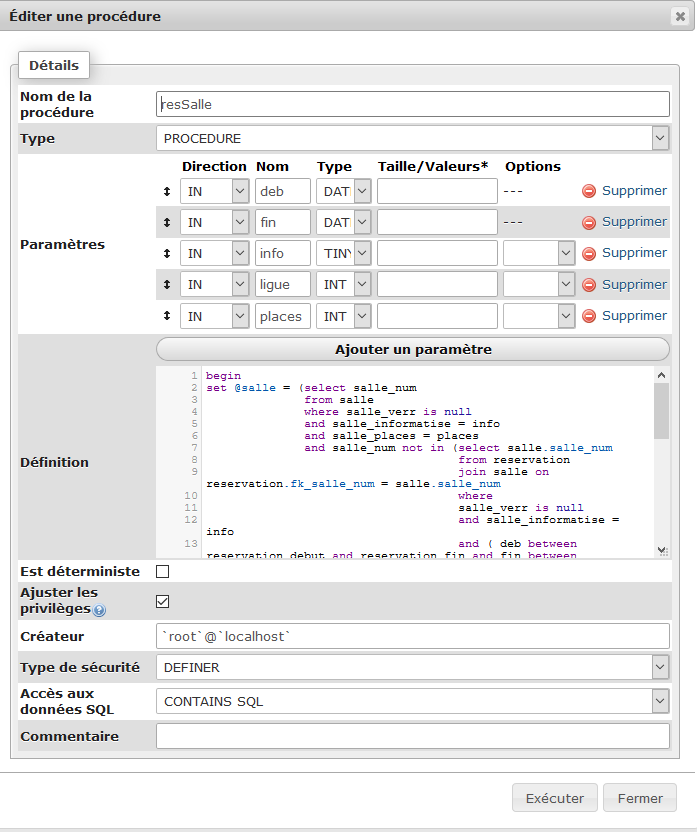 Éditer une procédure
Détails
Nom de la procédure
resSalle
Type
PROCEDURE
Paramètres
Direction Nom Type Taille/Valeurs* Options
IN deb DAT --- Supprimer
IN fin DAT --- Supprimer
IN info TINY Supprimer
IN ligue INT Supprimer
IN places INT Supprimer
Ajouter un paramètre
Définition
1 begin
2 set @salle = (select salle_num
3 from salle
4 where salle_verr is null
5 and salle_informatise = info
6 and salle_places = places
7 and salle_num not in (select salle.salle_num
8 from reservation
9 join salle on
reservation.fk_salle_num = salle.salle_num
10 where
11 salle_verr is null
12 and salle_informatise =
info
13 and ( deb between
reservation.debut and reservation.fin and fin between
Est déterministe
Ajuster les privilèges
Créateur
`root`@`localhost`
Type de sécurité
DEFINER
Accès aux données SQL
CONTAINS SQL
Commentaire
Exécuter Fermer